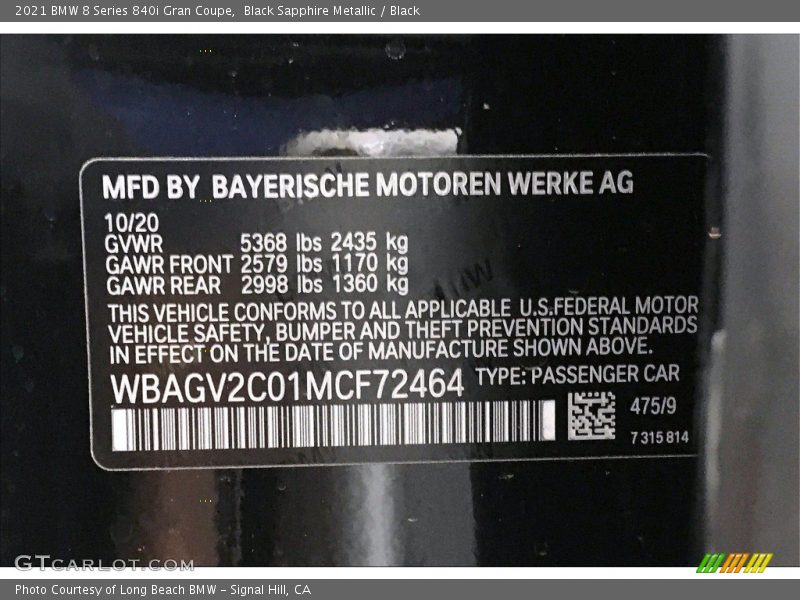 2021 BMW 8 Series 840i Gran Coupe,  Black Sapphire Metallic / Black
MFD BY BAYERISCHE MOTOREN WERKE AG
10/20
GVWR 5368 lbs 2435 kg
GAWR FRONT 2579 lbs 1170 kg
GAWR REAR 2998 lbs 1360 kg
THIS VEHICLE CONFORMS TO ALL APPLICABLE U.S.FEDERAL MOTOR
VEHICLE SAFETY, BUMPER AND THEFT PREVENTION STANDARDS
IN EFFECT ON THE DATE OF MANUFACTURE SHOWN ABOVE.
WBAGV2C01MCF72464 TYPE: PASSENGER CAR
475/9
7 315 814
GTCARLOT.COM
Photo Courtesy of Long Beach BMW – Signal Hill, CA